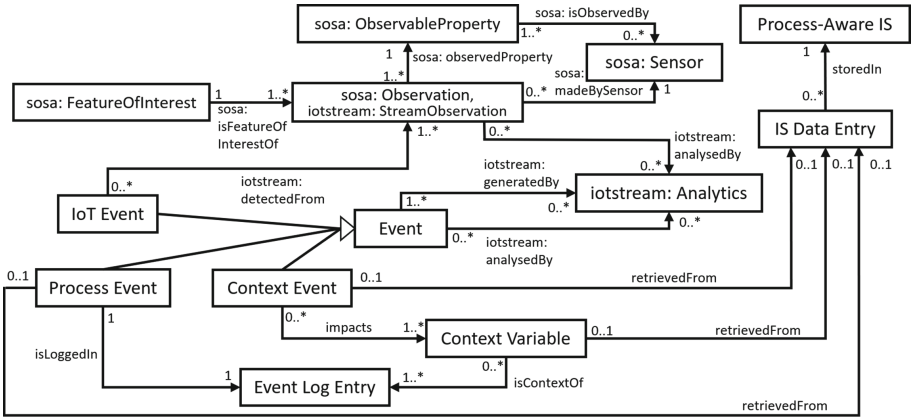 sosa: ObservableProperty
sosa: isObservedBy
1..*
0..*
Process-Aware IS
1
sosa: observedProperty
1
1..*
sosa: Sensor
storedIn
sosa: FeatureOfInterest
1
1..*
sosa:
isFeatureOf
InterestOf
sosa: Observation,
iotstream: StreamObservation
0..*
sosa:
madeBySensor
1
0..*
IS Data Entry
1..*
0..*
iotstream:
analysedBy
0..*
0..1
0..1
0..1
iotstream:
detectedFrom
0..*
iotstream:
generatedBy
iotstream: Analytics
IoT Event
1..*
0..*
Event
0..*
iotstream:
analysedBy
0..*
0..1
Process Event
Context Event
0..1
retrievedFrom
1
0..*
impacts
1..*
Context Variable
0..1
retrievedFrom
isLoggedIn
1
Event Log Entry
1..*
0..*
isContextOf
retrievedFrom